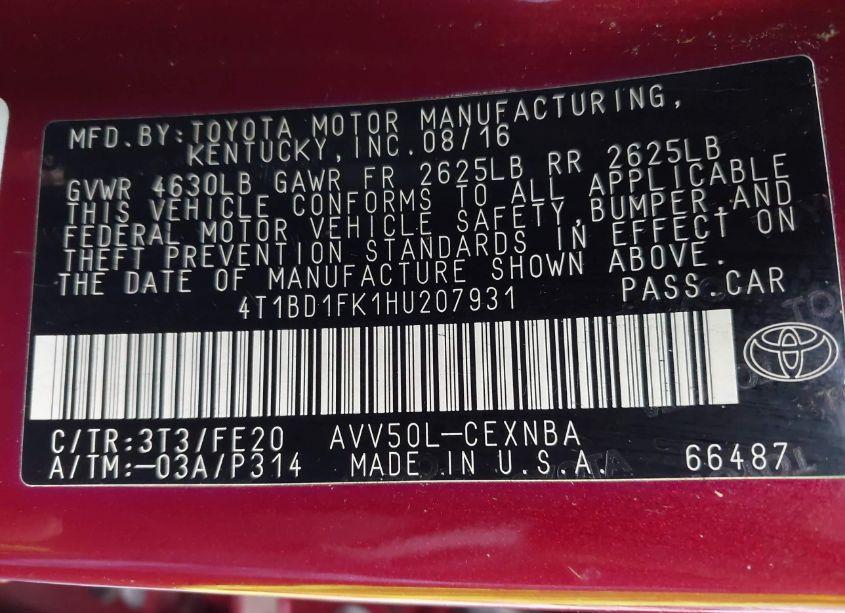 MFD.BY:TOYOTA MOTOR MANUFACTURING,
KENTUCKY,INC.08/16
GVWR 4630LB GAWR FR 2625LB RR 2625LB
THIS VEHICLE CONFORMS TO ALL APPLICABLE
FEDERAL MOTOR VEHICLE SAFETY,BUMPER,AND
THEFT PREVENTION STANDARDS IN EFFECT ON
THE DATE OF MANUFACTURE SHOWN ABOVE.
4T1BD1FK1HU207931 PASS.CAR
C/TR:3T3/FE20 AVV50L-CEXNBA
A/TM:-03A/P314 MADE IN U.S.A. 66487